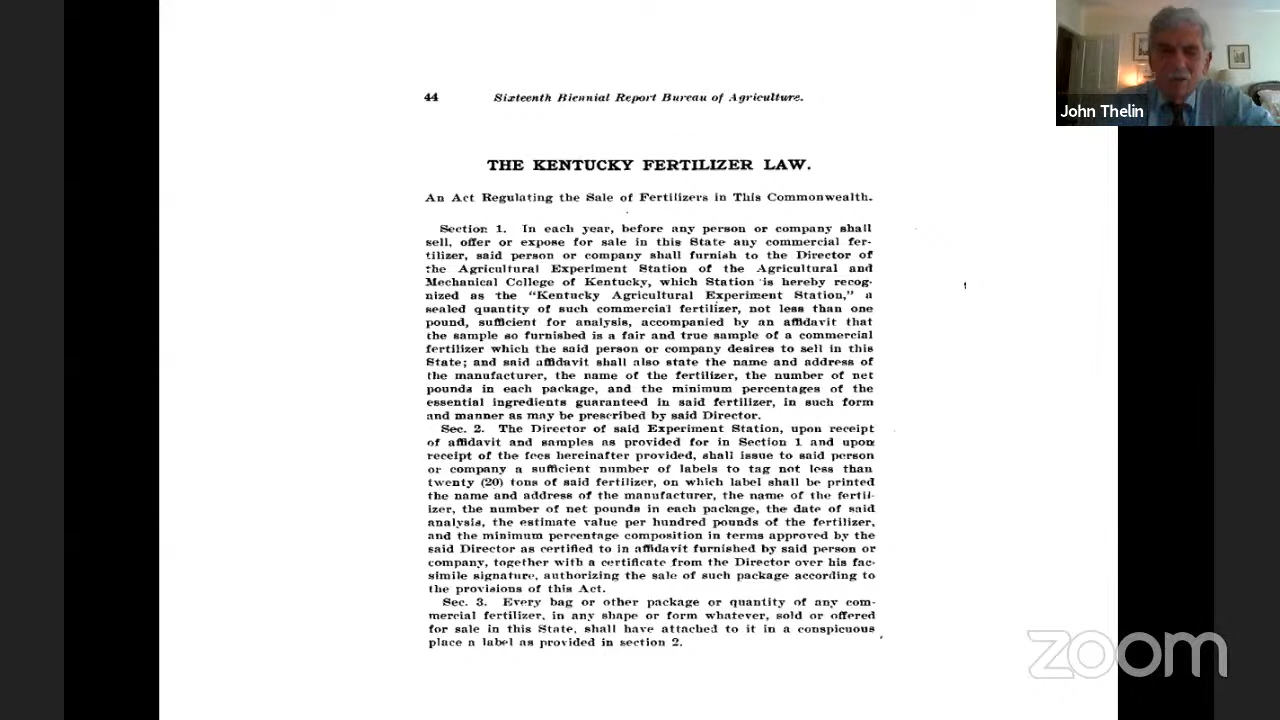 44 Sixteenth Biennial Report Bureau of Agriculture.
THE KENTUCKY FERTILIZER LAW.
An Act Regulating the Sale of Fertilizers in This Commonwealth.
Section 1. In each year, before any person or company shall
sell, offer or expose for sale in this State any commercial fer-
tilizer, said person or company shall furnish to the Director of
the Agricultural Experiment Station of the Agricultural and
Mechanical College of Kentucky, which Station is hereby recog-
nized as the "Kentucky Agricultural Experiment Station," a
sealed quantity of such commercial fertilizer, not less than one
pound, sufficient for analysis, accompanied by an affidavit that
the sample so furnished is a fair and true sample of a commercial
fertilizer which the said person or company desires to sell in this
State; and said affidavit shall also state the name and address of
the manufacturer, the name of the fertilizer, the number of net
pounds in each package, and the minimum percentages of the
essential ingredients guaranteed in said fertilizer, in such form
and manner as may be prescribed by said Director.
Sec. 2. The Director of said Experiment Station, upon receipt
of affidavit and samples as provided for in Section 1 and upon
receipt of the fees hereinafter provided, shall issue to said person
or company a sufficient number of labels to tag not less than
twenty (20) tons of said fertilizer, on which label shall be printed
the name and address of the manufacturer, the name of the fertil-
izer, the number of net pounds in each package, the date of said
analysis, the estimate value per hundred pounds of the fertilizer,
and the minimum percentage composition in terms approved by the
said Director as certified to in affidavit furnished by said person or
company, together with a certificate from the Director over his fac-
simile signature, authorizing the sale of such package according to
the provisions of this Act.
Sec. 3. Every bag or other package or quantity of any com-
mercial fertilizer, in any shape or form whatever, sold or offered
for sale in this State, shall have attached to it in a conspicuous
place a label as provided in section 2.
John Thelin
zoom